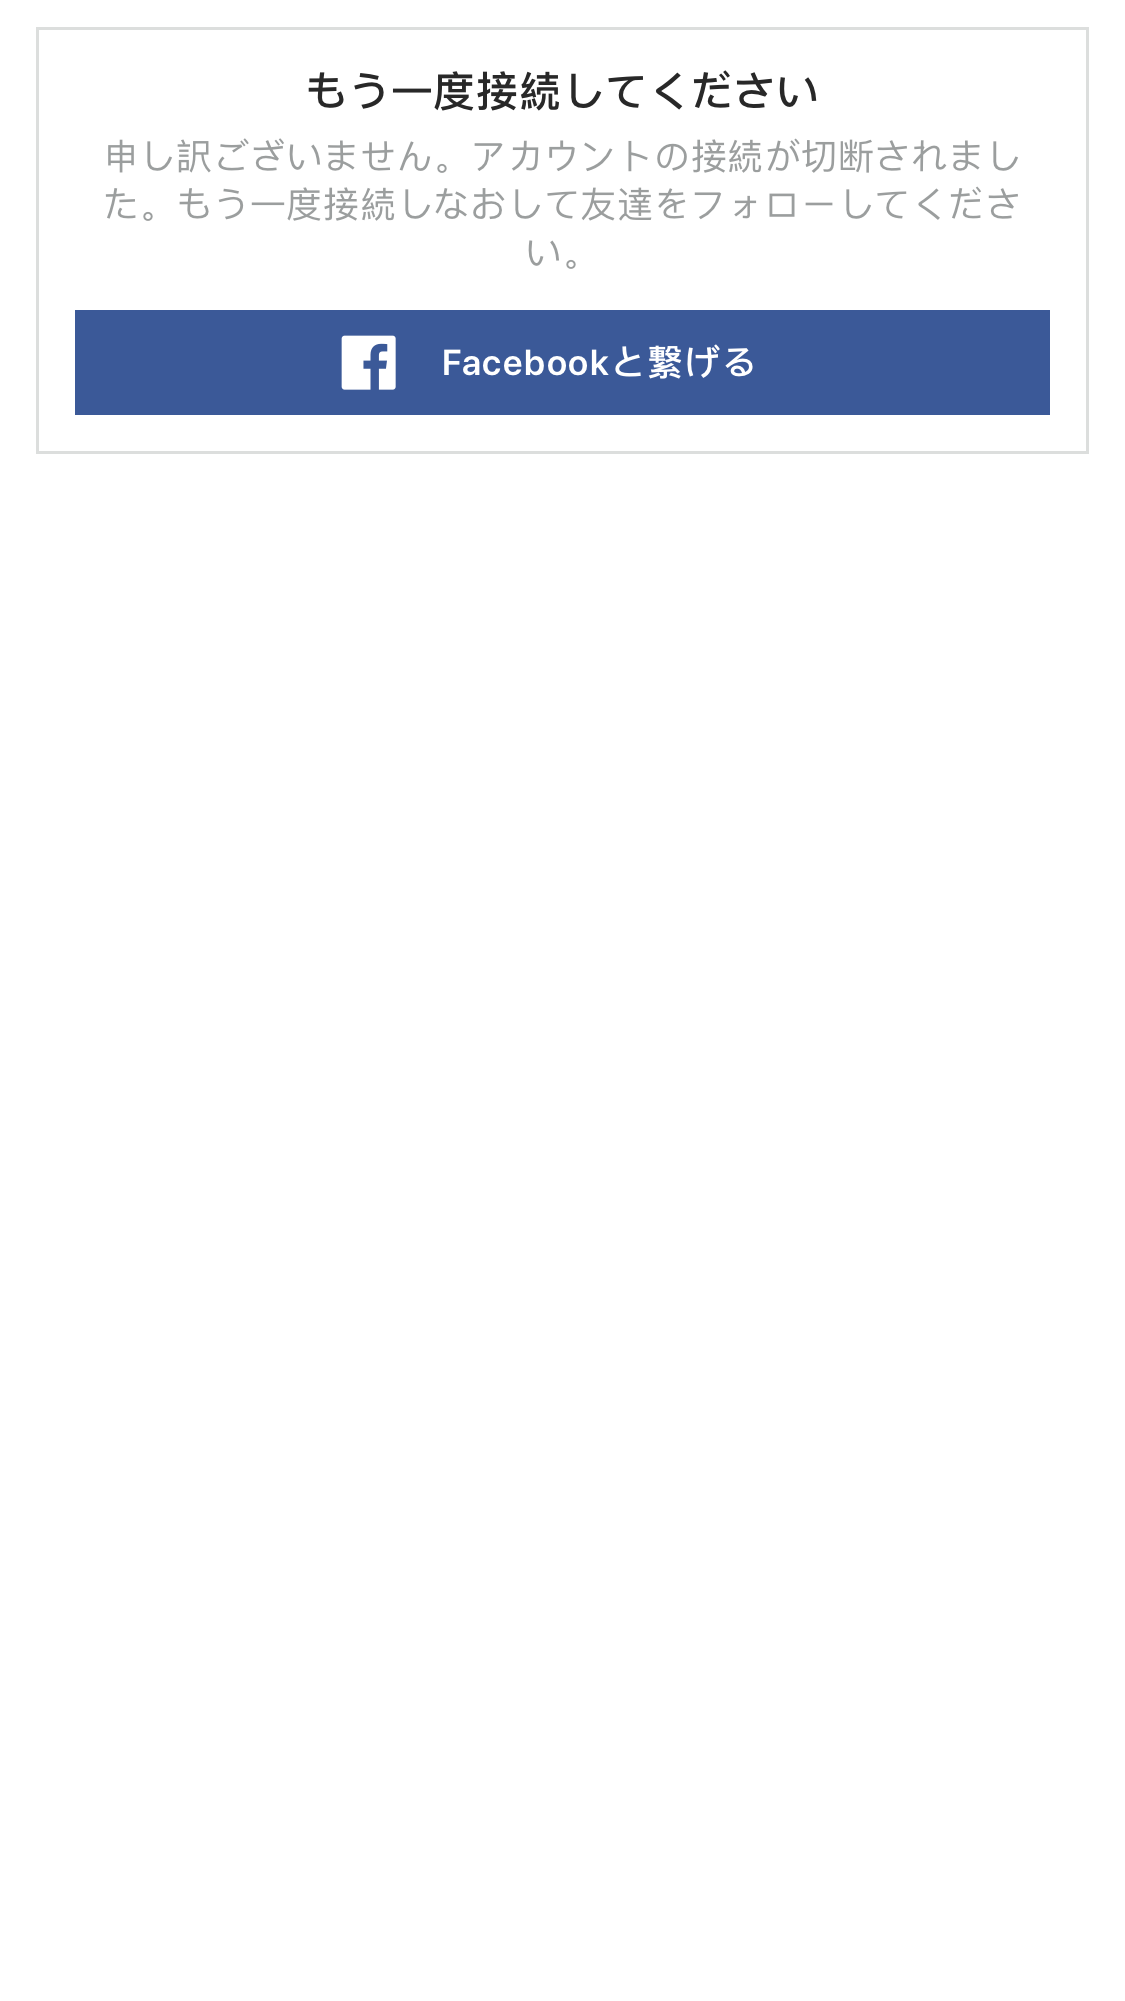 もう一度接続してください
申し訳ございません。アカウントの接続が切断されまし
た。もう一度接続しなおして友達をフォローしてくださ
い。
Facebookと繋げる